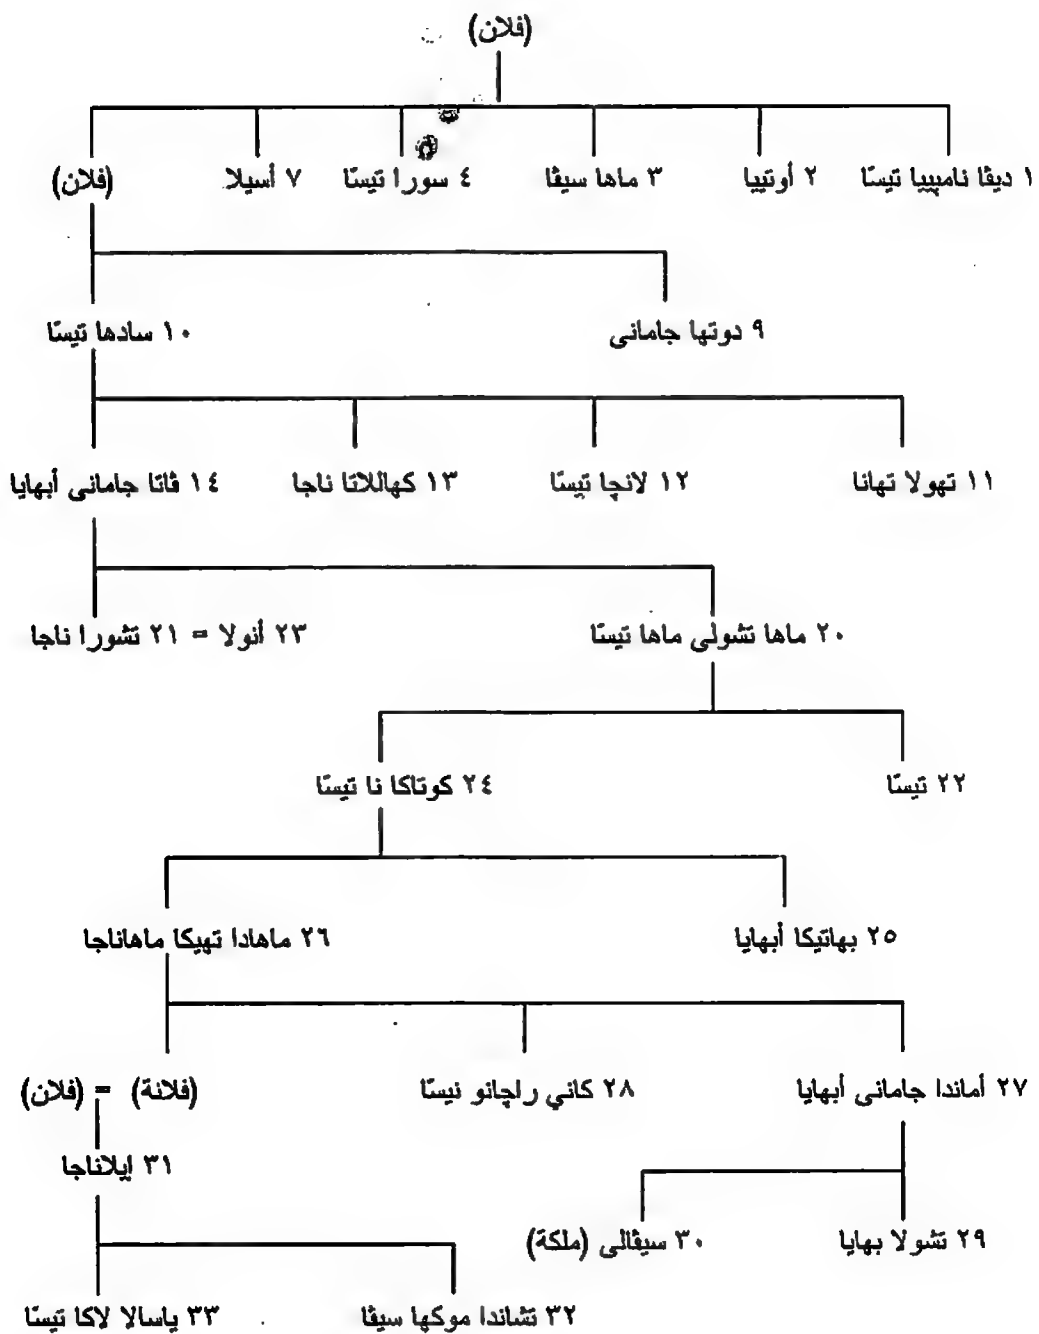 (فلان)
١ ديڤا نامبييا تيسّا ٢ أوتييا ٣ ماها سيڤا ٤ سورا تيسّا ٧ أسيلا (فلان)
٩ دوتها جامانى ١٠ سادها تيسّا
١١ تهولا تهانا ١٢ لانچا تيسّا ١٣ كهاللاتا ناجا ١٤ ڤاتا جامانى أبهايا
٢٠ ماها تشولى ماها تيسّا ٢٣ أنولا = ٢١ تشورا ناجا
٢٢ تيسّا ٢٤ كوتاكا نا تيسّا
٢٥ بهاتيكا أبهايا ٢٦ ماهادا تهيكا ماهاناجا
٢٧ أماندا جامانى أبهايا ٢٨ كاني راچانو نيسّا (فلانة) = (فلان)
٣١ إيلاناجا
٢٩ تشولا بهايا ٣٠ سيڤالى (ملكة)
٣٢ تشاندا موكها سيڤا ٣٣ ياسالا لاكا تيسّا